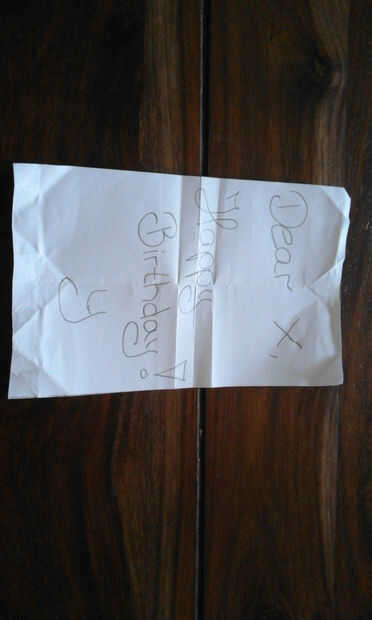 Dear X,
Happy
Birthday!
y